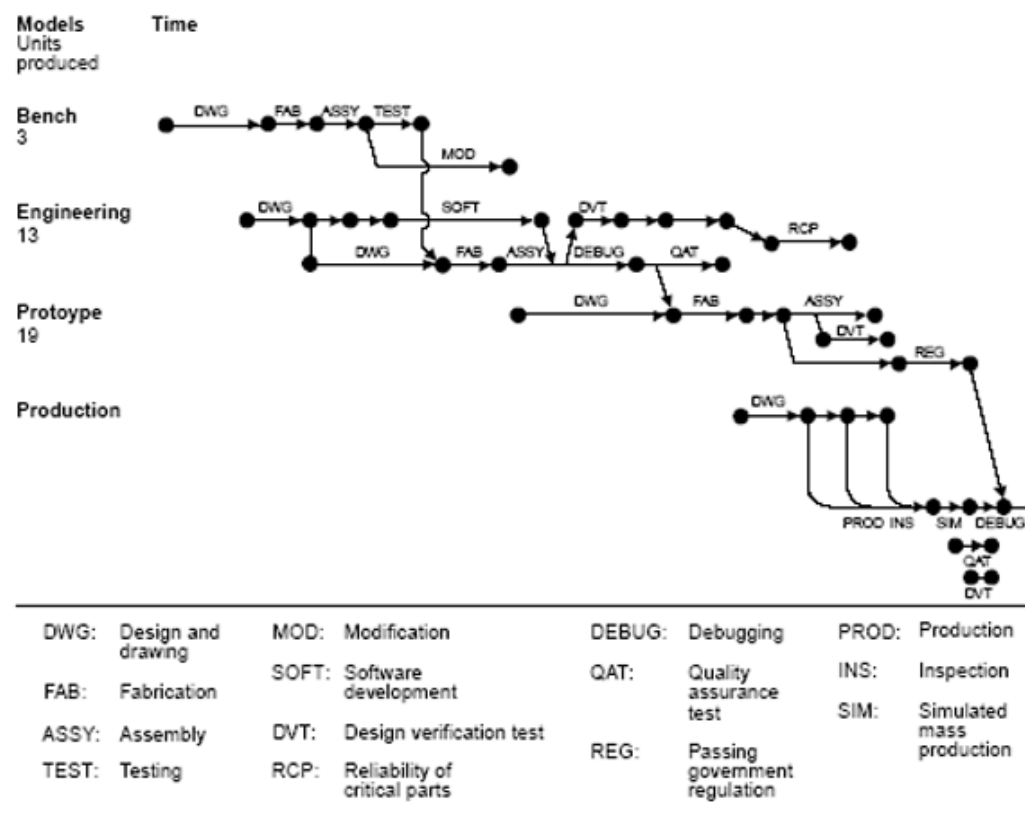 Models Time
Units
produced
Bench
3
DWG FAB ASSY TEST
MOD
Engineering
13
DWG SOFT DVT
RCP
DWG FAB ASSY DEBUG QAT
Protoype
19
DWG FAB ASSY
DVT
REG
Production
DWG
PROD INS SIM DEBUG
QAT
DVT
DWG: Design and
drawing
FAB: Fabrication
ASSY: Assembly
TEST: Testing
MOD: Modification
SOFT: Software
development
DVT: Design verification test
RCP: Reliability of
critical parts
DEBUG: Debugging
QAT: Quality
assurance
test
REG: Passing
government
regulation
PROD: Production
INS: Inspection
SIM: Simulated
mass
production